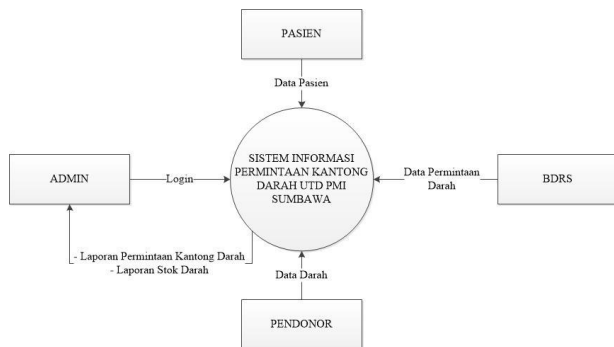 PASIEN
Data Pasien
SISTEM INFORMASI
PERMINTAAN KANTONG
DARAH UTD PMI
SUMBAWA
ADMIN
Login
Data Permintaan
Darah
BDRS
- Laporan Permintaan Kantong Darah
- Laporan Stok Darah
Data Darah
PENDONOR